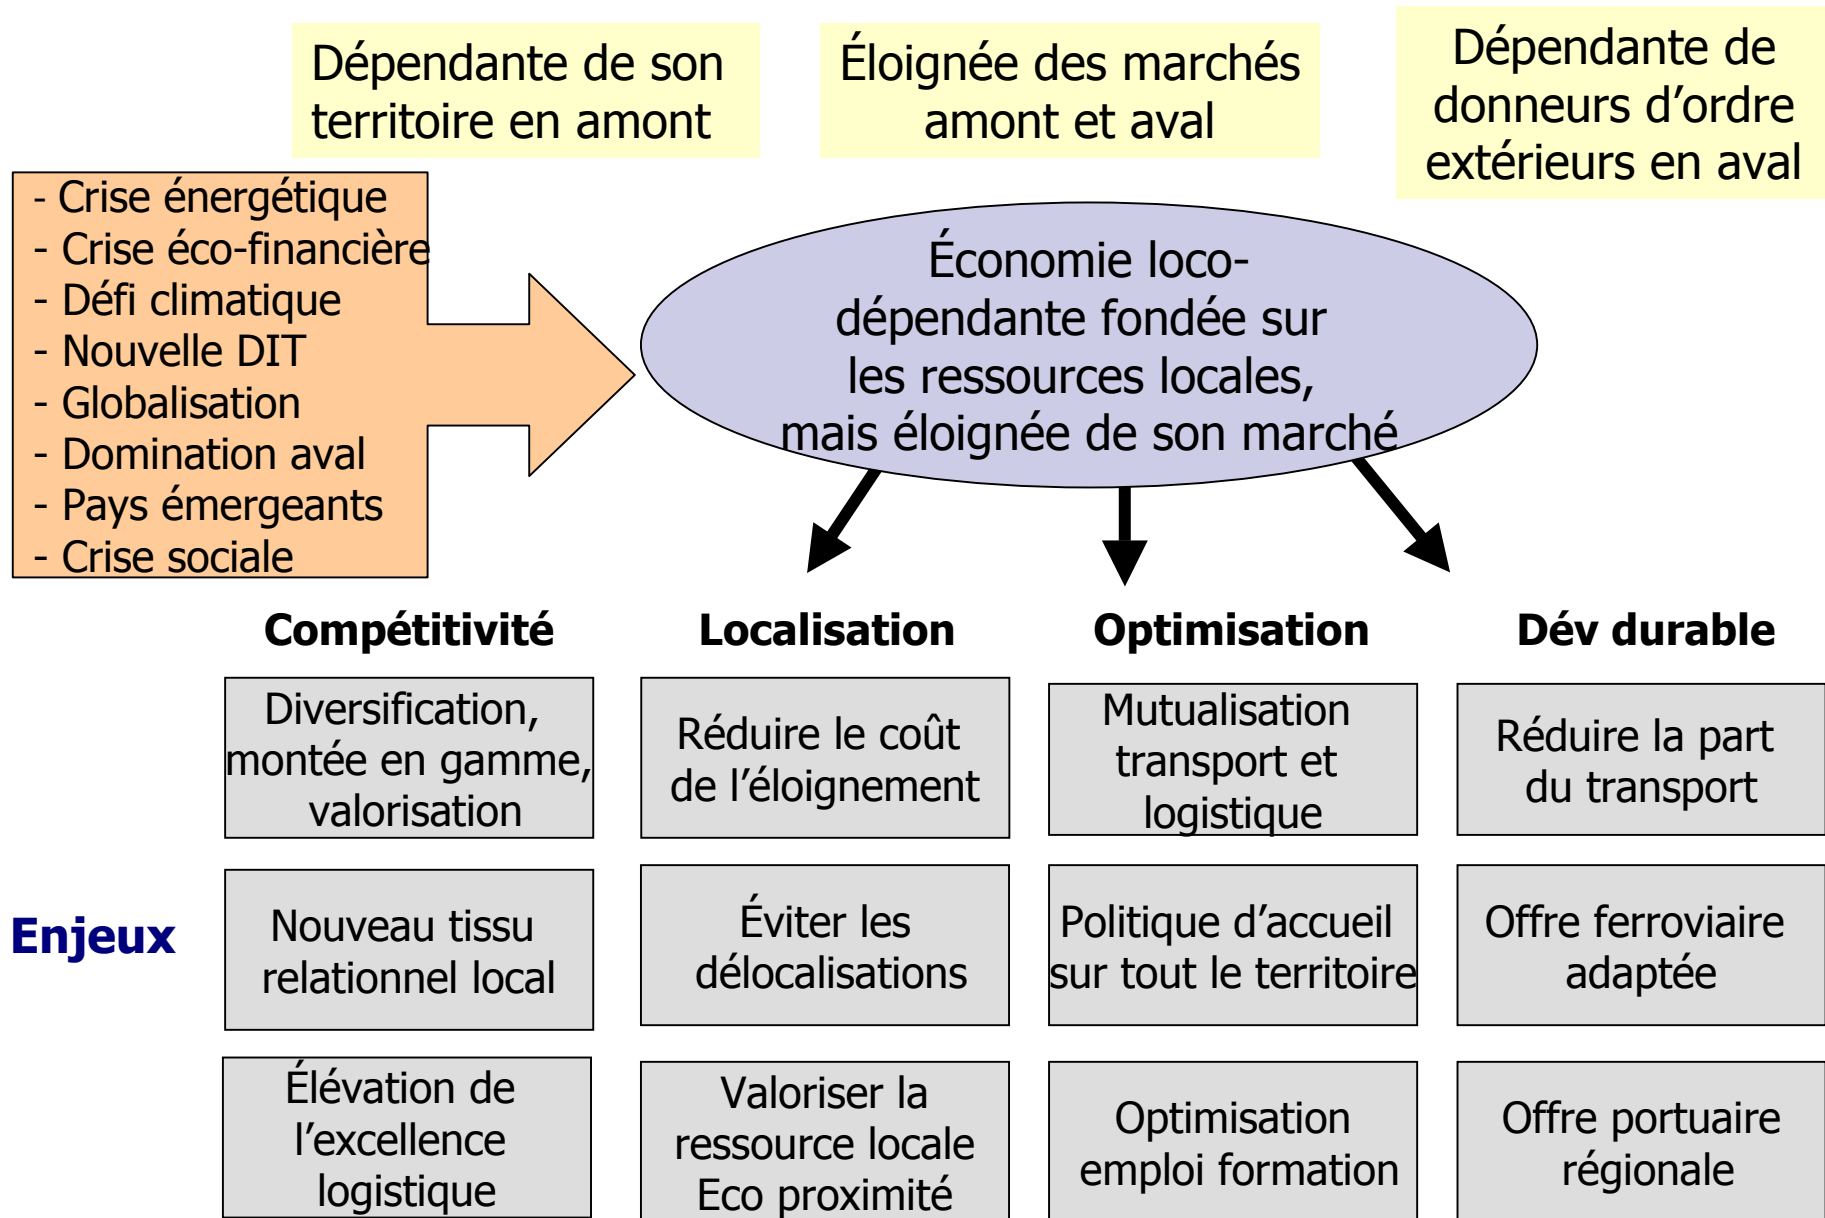 Dépendante de son
territoire en amont
Éloignée des marchés
amont et aval
Dépendante de
donneurs d'ordre
extérieurs en aval
- Crise énergétique
- Crise éco-financière
- Défi climatique
- Nouvelle DIT
- Globalisation
- Domination aval
- Pays émergeants
- Crise sociale
Économie loco-
dépendante fondée sur
les ressources locales,
mais éloignée de son marché
Compétitivité
Localisation
Optimisation
Dév durable
Diversification,
montée en gamme,
valorisation
Réduire le coût
de l'éloignement
Mutualisation
transport et
logistique
Réduire la part
du transport
Enjeux
Nouveau tissu
relationnel local
Éviter les
délocalisations
Politique d'accueil
sur tout le territoire
Offre ferroviaire
adaptée
Élévation de
l'excellence
logistique
Valoriser la
ressource locale
Eco proximité
Optimisation
emploi formation
Offre portuaire
régionale